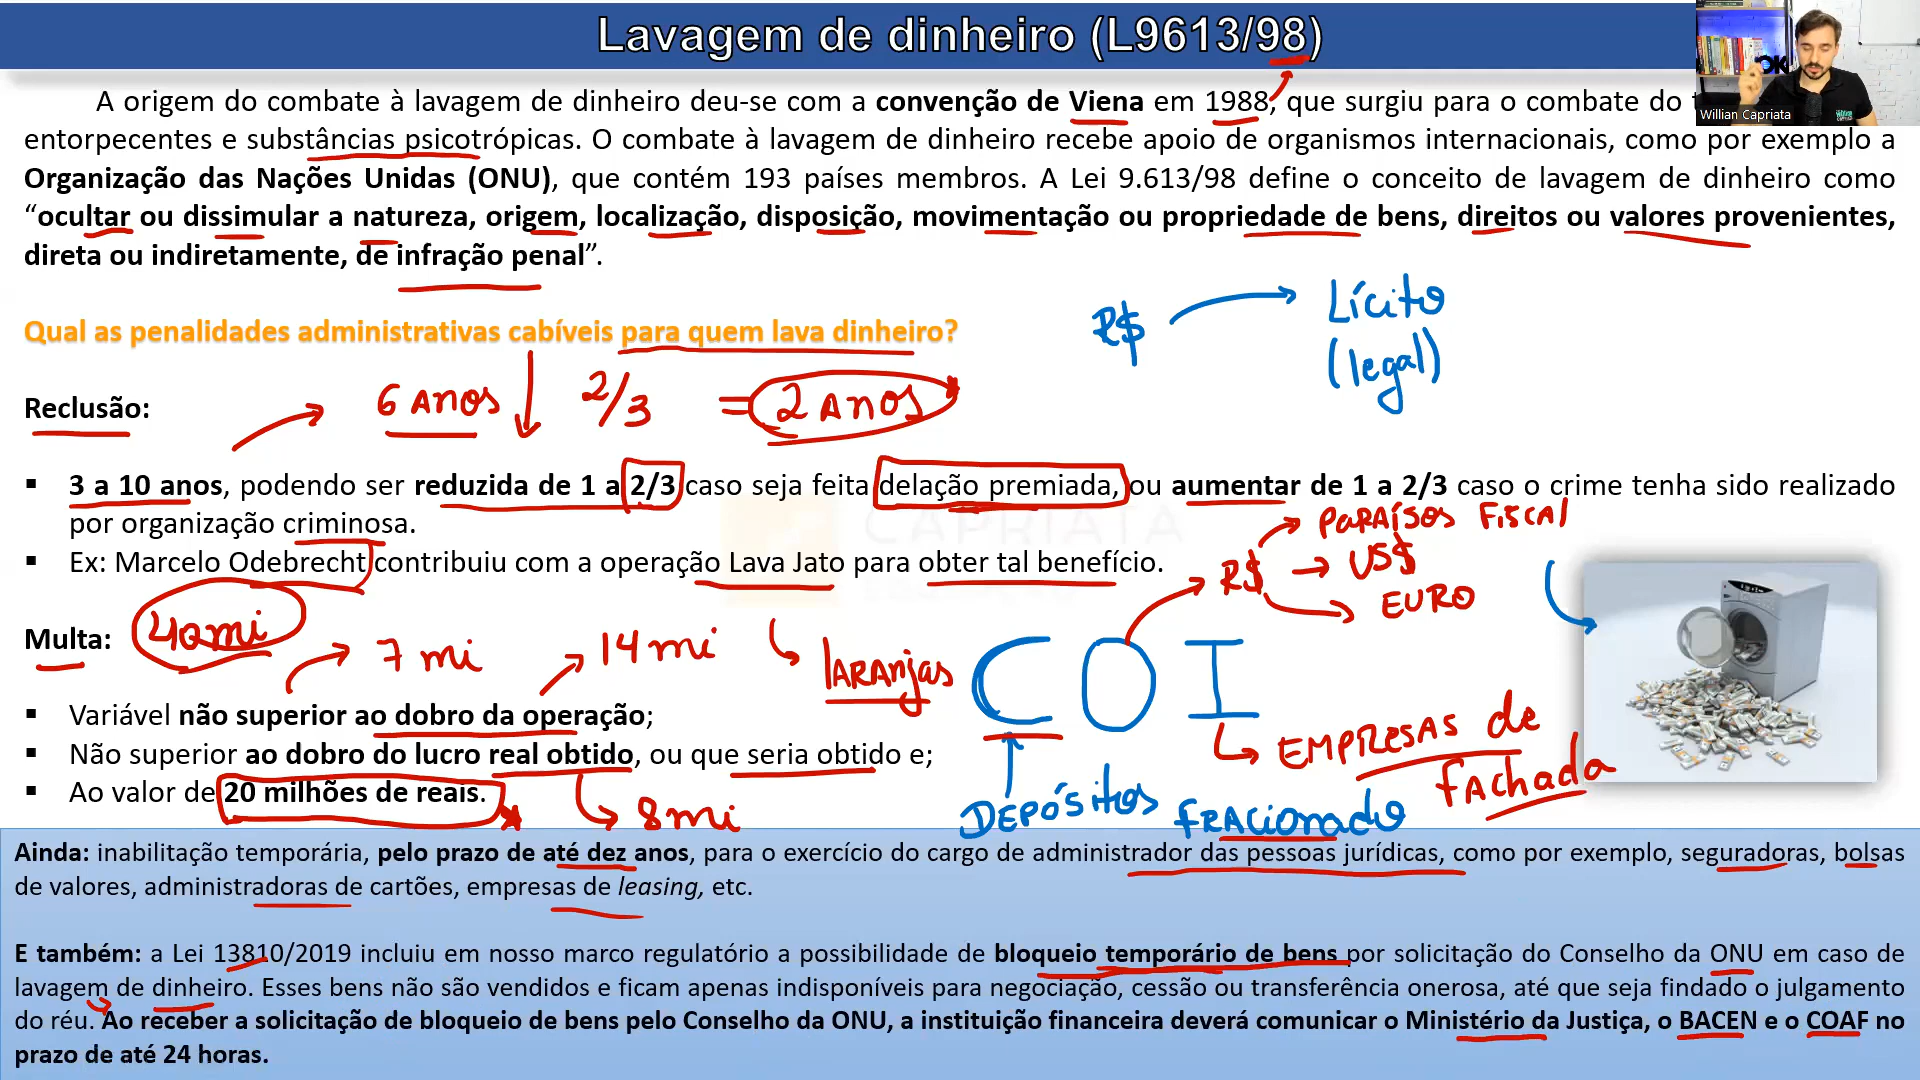 Lavagem de dinheiro (L9613/98)
OK
Willian Capriata
A origem do combate à lavagem de dinheiro deu-se com a convenção de Viena em 1988, que surgiu para o combate do
entorpecentes e substâncias psicotrópicas. O combate à lavagem de dinheiro recebe apoio de organismos internacionais, como por exemplo a
Organização das Nações Unidas (ONU), que contém 193 países membros. A Lei 9.613/98 define o conceito de lavagem de dinheiro como
“ocultar ou dissimular a natureza, origem, localização, disposição, movimentação ou propriedade de bens, direitos ou valores provenientes,
direta ou indiretamente, de infração penal”.
R$ Lícito
(legal)
Qual as penalidades administrativas cabíveis para quem lava dinheiro?
Reclusão:
6 anos 2/3 = 2 anos
▪ 3 a 10 anos, podendo ser reduzida de 1 a 2/3 caso seja feita delação premiada, ou aumentar de 1 a 2/3 caso o crime tenha sido realizado
por organização criminosa.
▪ Ex: Marcelo Odebrecht contribuiu com a operação Lava Jato para obter tal benefício.
CAPRIATA
R$ PARAÍSOS FISCAL
US$
EURO
Multa:
40mi 7 mi 14 mi
LARANJAS
C O I
▪ Variável não superior ao dobro da operação;
▪ Não superior ao dobro do lucro real obtido, ou que seria obtido e;
▪ Ao valor de 20 milhões de reais.
8mi
EMPRESAS de
fachada
DEPÓSITOS fRACionado
Ainda: inabilitação temporária, pelo prazo de até dez anos, para o exercício do cargo de administrador das pessoas jurídicas, como por exemplo, seguradoras, bolsas
de valores, administradoras de cartões, empresas de leasing, etc.
E também: a Lei 13810/2019 incluiu em nosso marco regulatório a possibilidade de bloqueio temporário de bens por solicitação do Conselho da ONU em caso de
lavagem de dinheiro. Esses bens não são vendidos e ficam apenas indisponíveis para negociação, cessão ou transferência onerosa, até que seja findado o julgamento
do réu. Ao receber a solicitação de bloqueio de bens pelo Conselho da ONU, a instituição financeira deverá comunicar o Ministério da Justiça, o BACEN e o COAF no
prazo de até 24 horas.